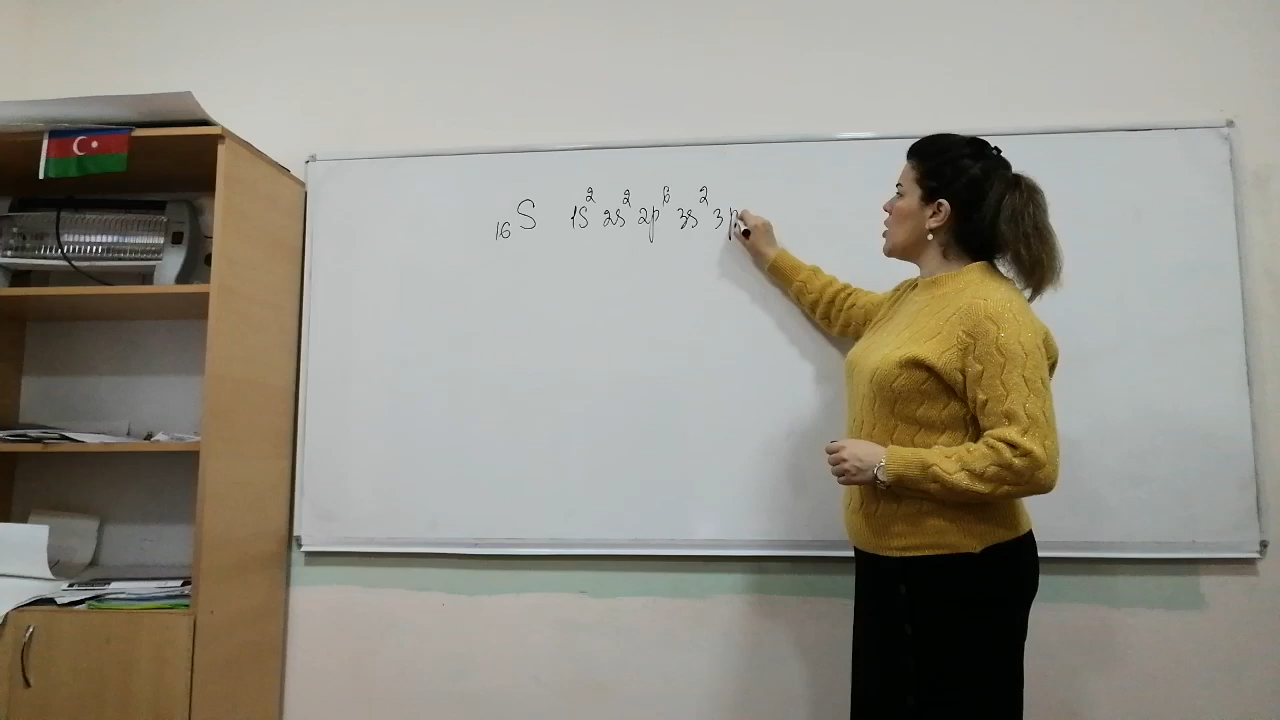 ₁₆S 1s² 2s² 2p⁶ 3s² 3p